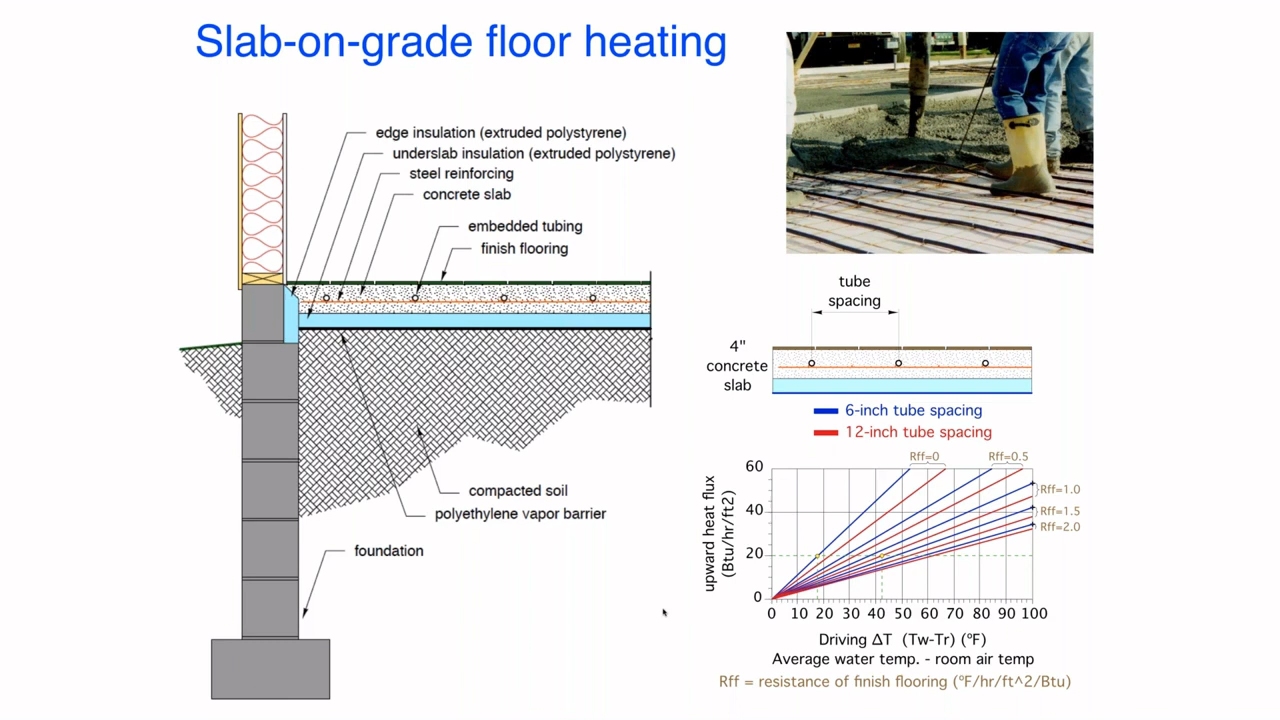 Slab-on-grade floor heating
edge insulation (extruded polystyrene)
underslab insulation (extruded polystyrene)
steel reinforcing
concrete slab
embedded tubing
finish flooring
compacted soil
polyethylene vapor barrier
foundation
tube
spacing
4"
concrete
slab
6-inch tube spacing
12-inch tube spacing
Rff=0
Rff=0.5
Rff=1.0
Rff=1.5
Rff=2.0
60
40
20
0
upward heat flux
(Btu/hr/ft2)
0 10 20 30 40 50 60 70 80 90 100
Driving ΔT (Tw-Tr) (ºF)
Average water temp. - room air temp
Rff = resistance of finish flooring (ºF/hr/ft^2/Btu)